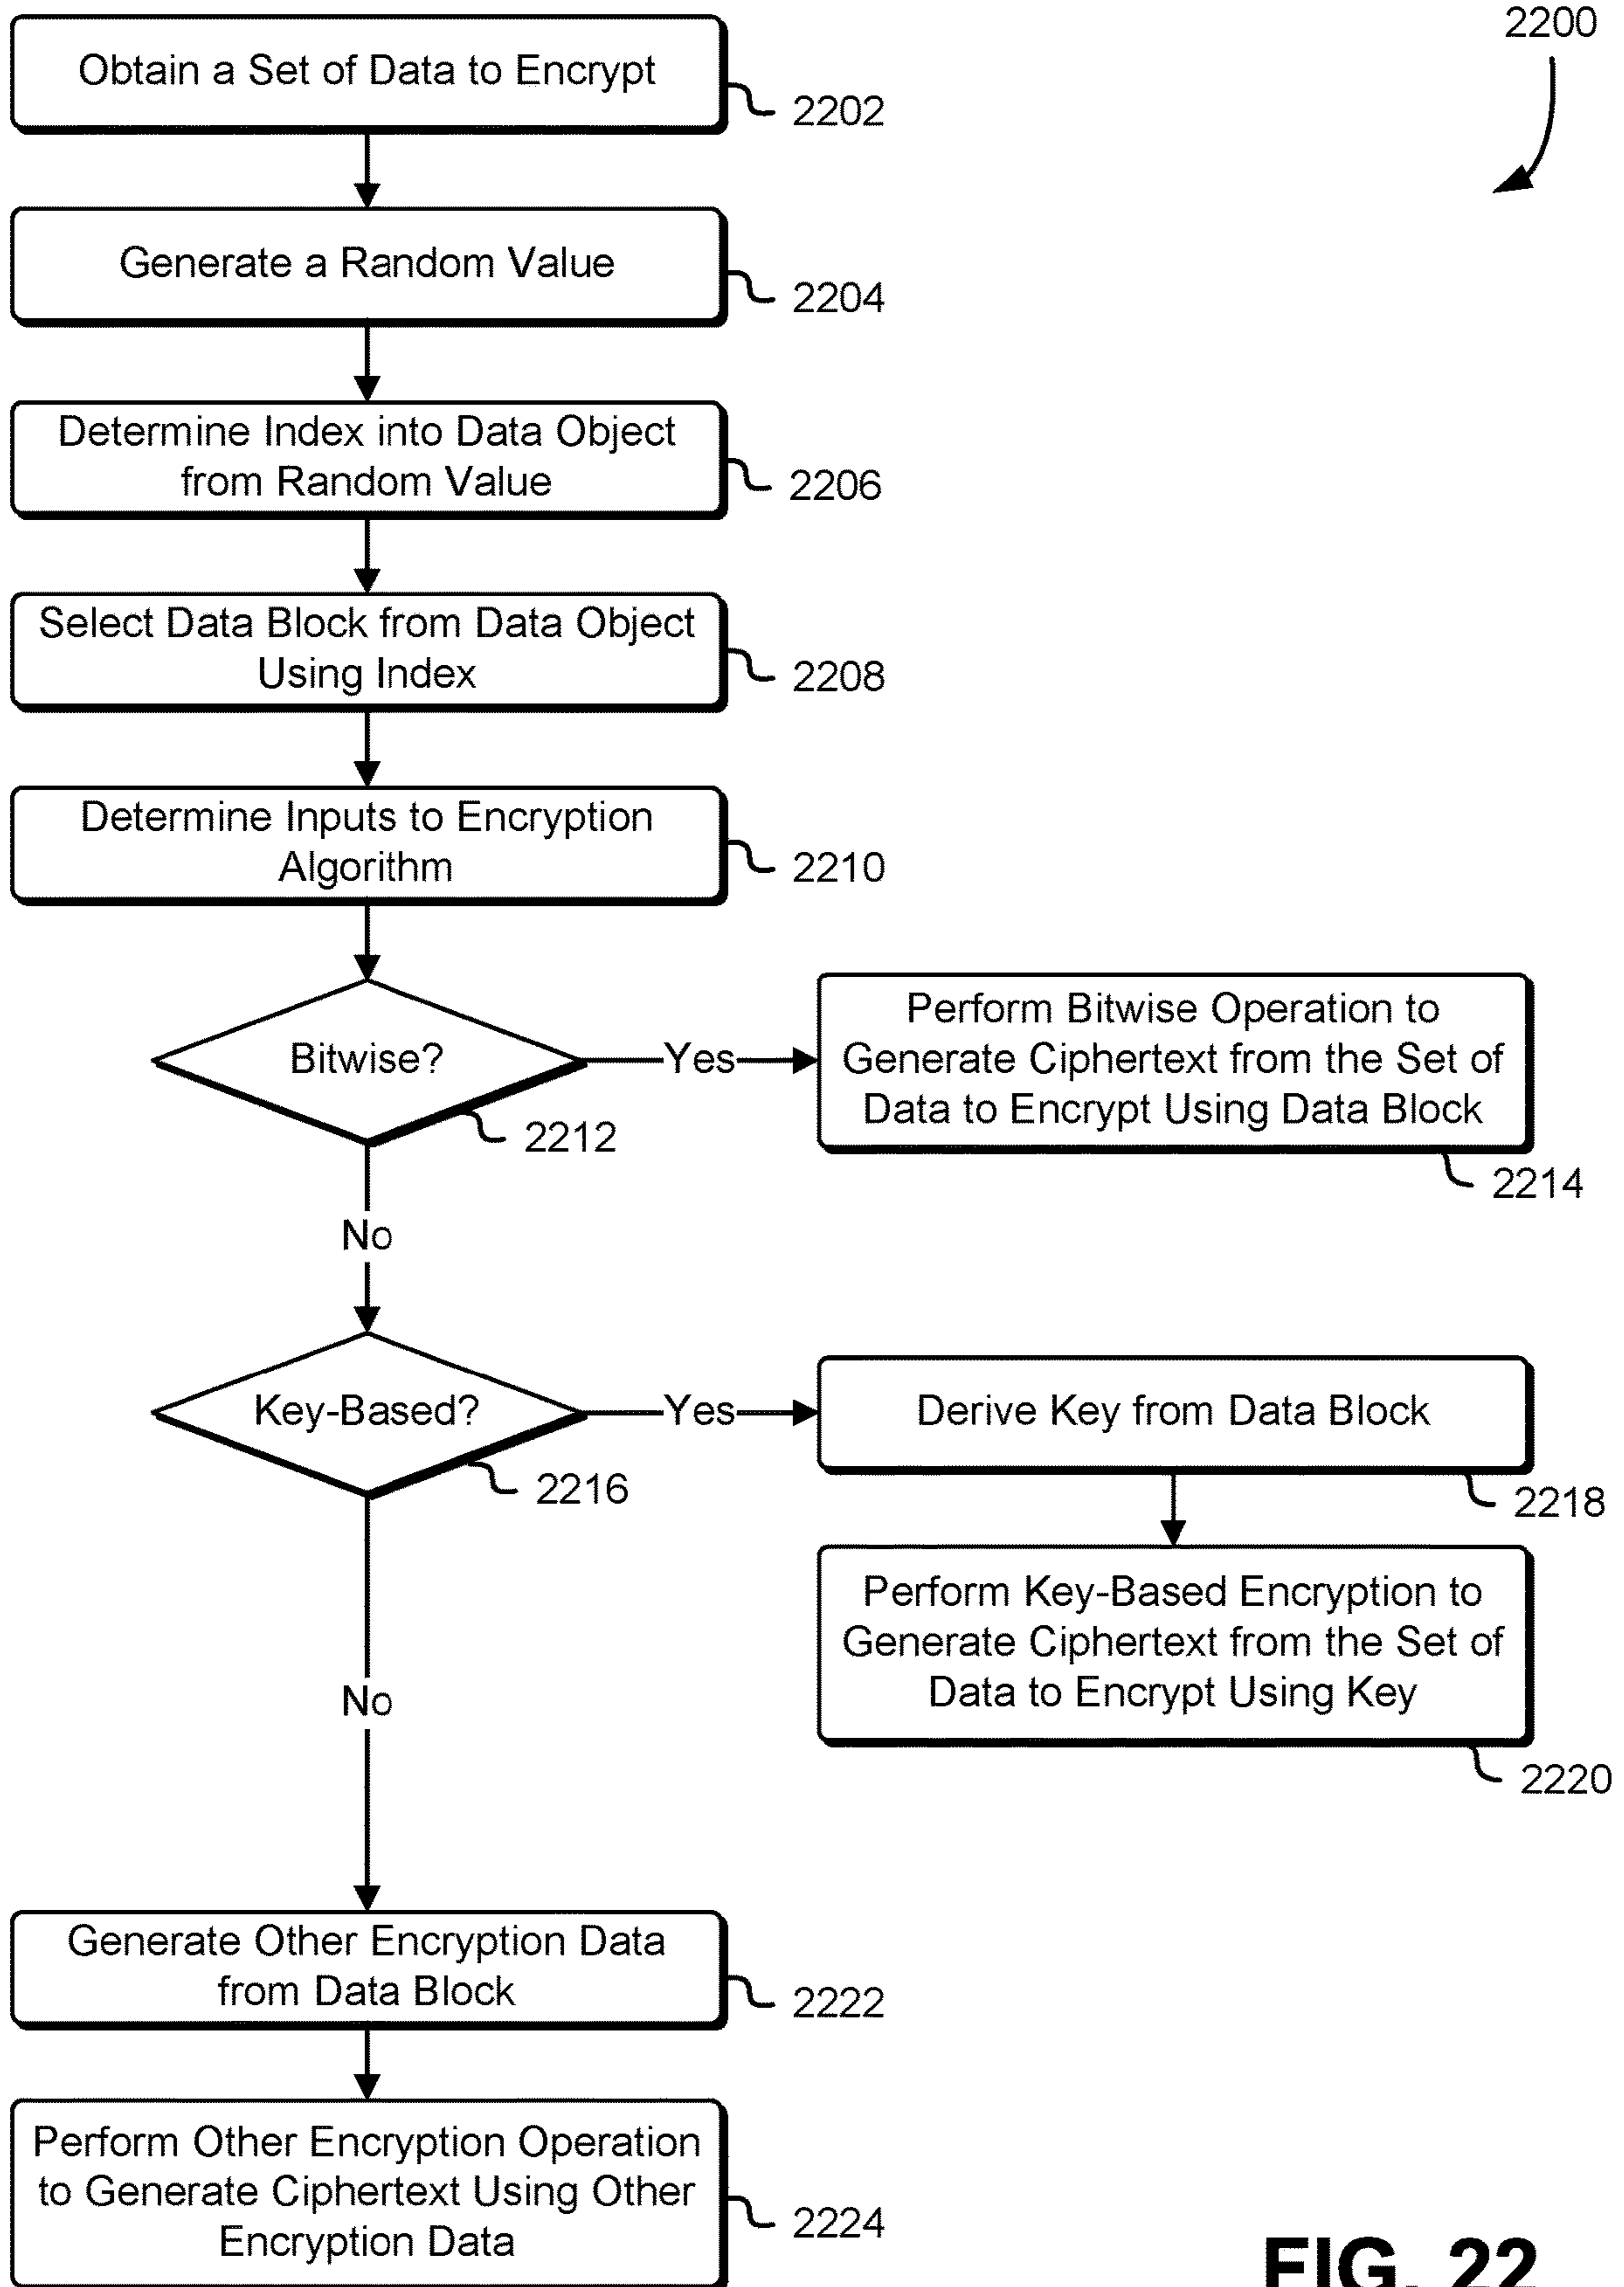 2200
Obtain a Set of Data to Encrypt
2202
Generate a Random Value
2204
Determine Index into Data Object
from Random Value
2206
Select Data Block from Data Object
Using Index
2208
Determine Inputs to Encryption
Algorithm
2210
Bitwise?
2212
Yes
Perform Bitwise Operation to
Generate Ciphertext from the Set of
Data to Encrypt Using Data Block
2214
No
Key-Based?
2216
Yes
Derive Key from Data Block
2218
Perform Key-Based Encryption to
Generate Ciphertext from the Set of
Data to Encrypt Using Key
2220
No
Generate Other Encryption Data
from Data Block
2222
Perform Other Encryption Operation
to Generate Ciphertext Using Other
Encryption Data
2224
FIG. 22